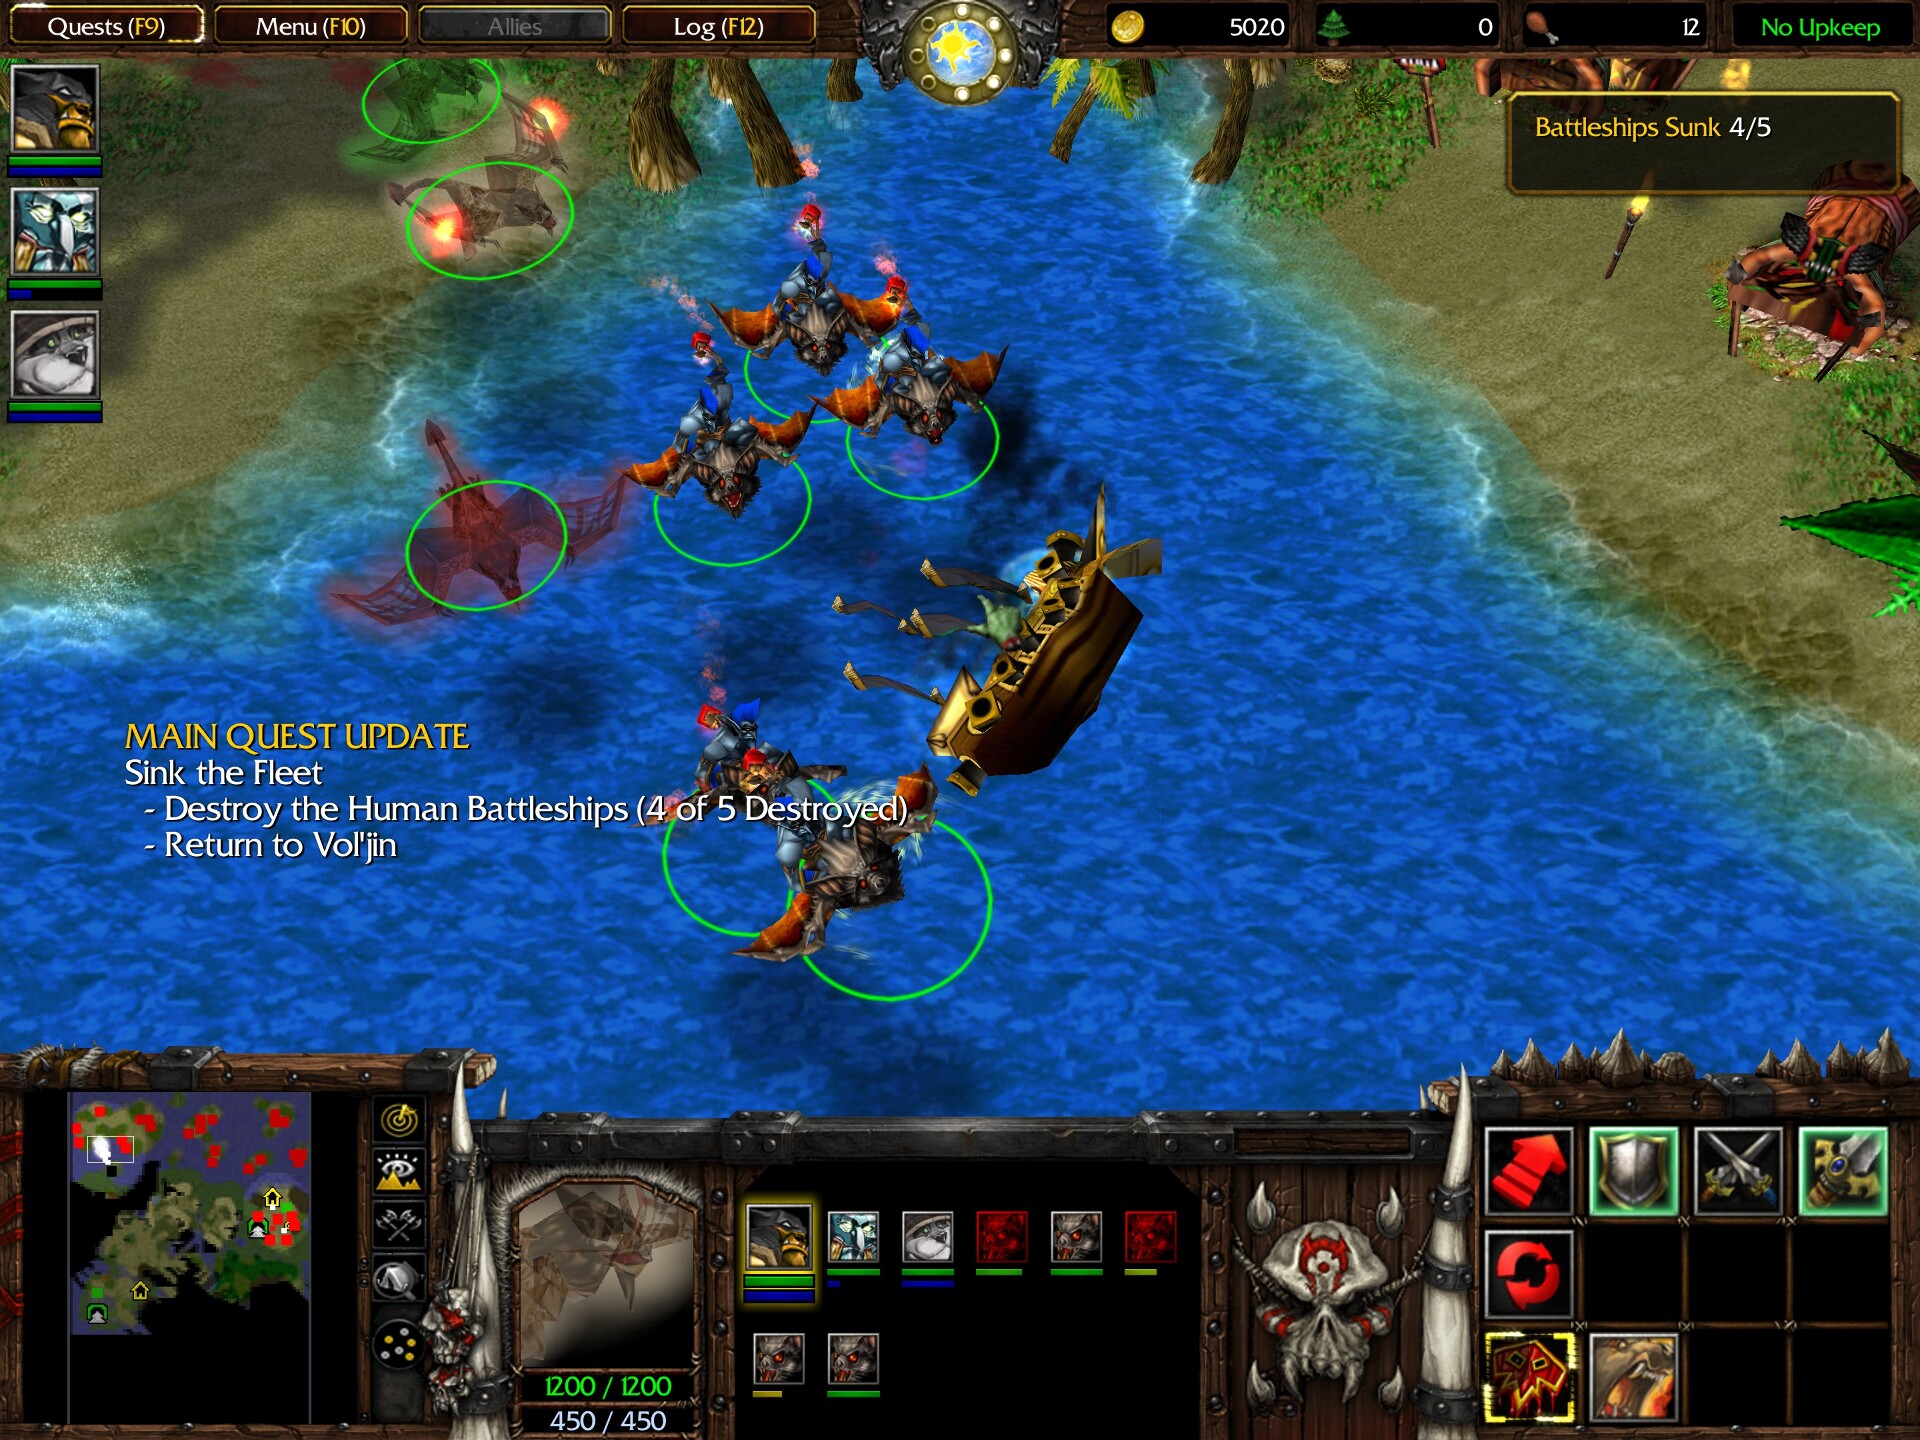 Quests (F9)
Menu (F10)
Allies
Log (F12)
5020
0
12
No Upkeep
Battleships Sunk 4/5
MAIN QUEST UPDATE
Sink the Fleet
- Destroy the Human Battleships (4 of 5 Destroyed)
- Return to Vol'jin
1200 / 1200
450 / 450